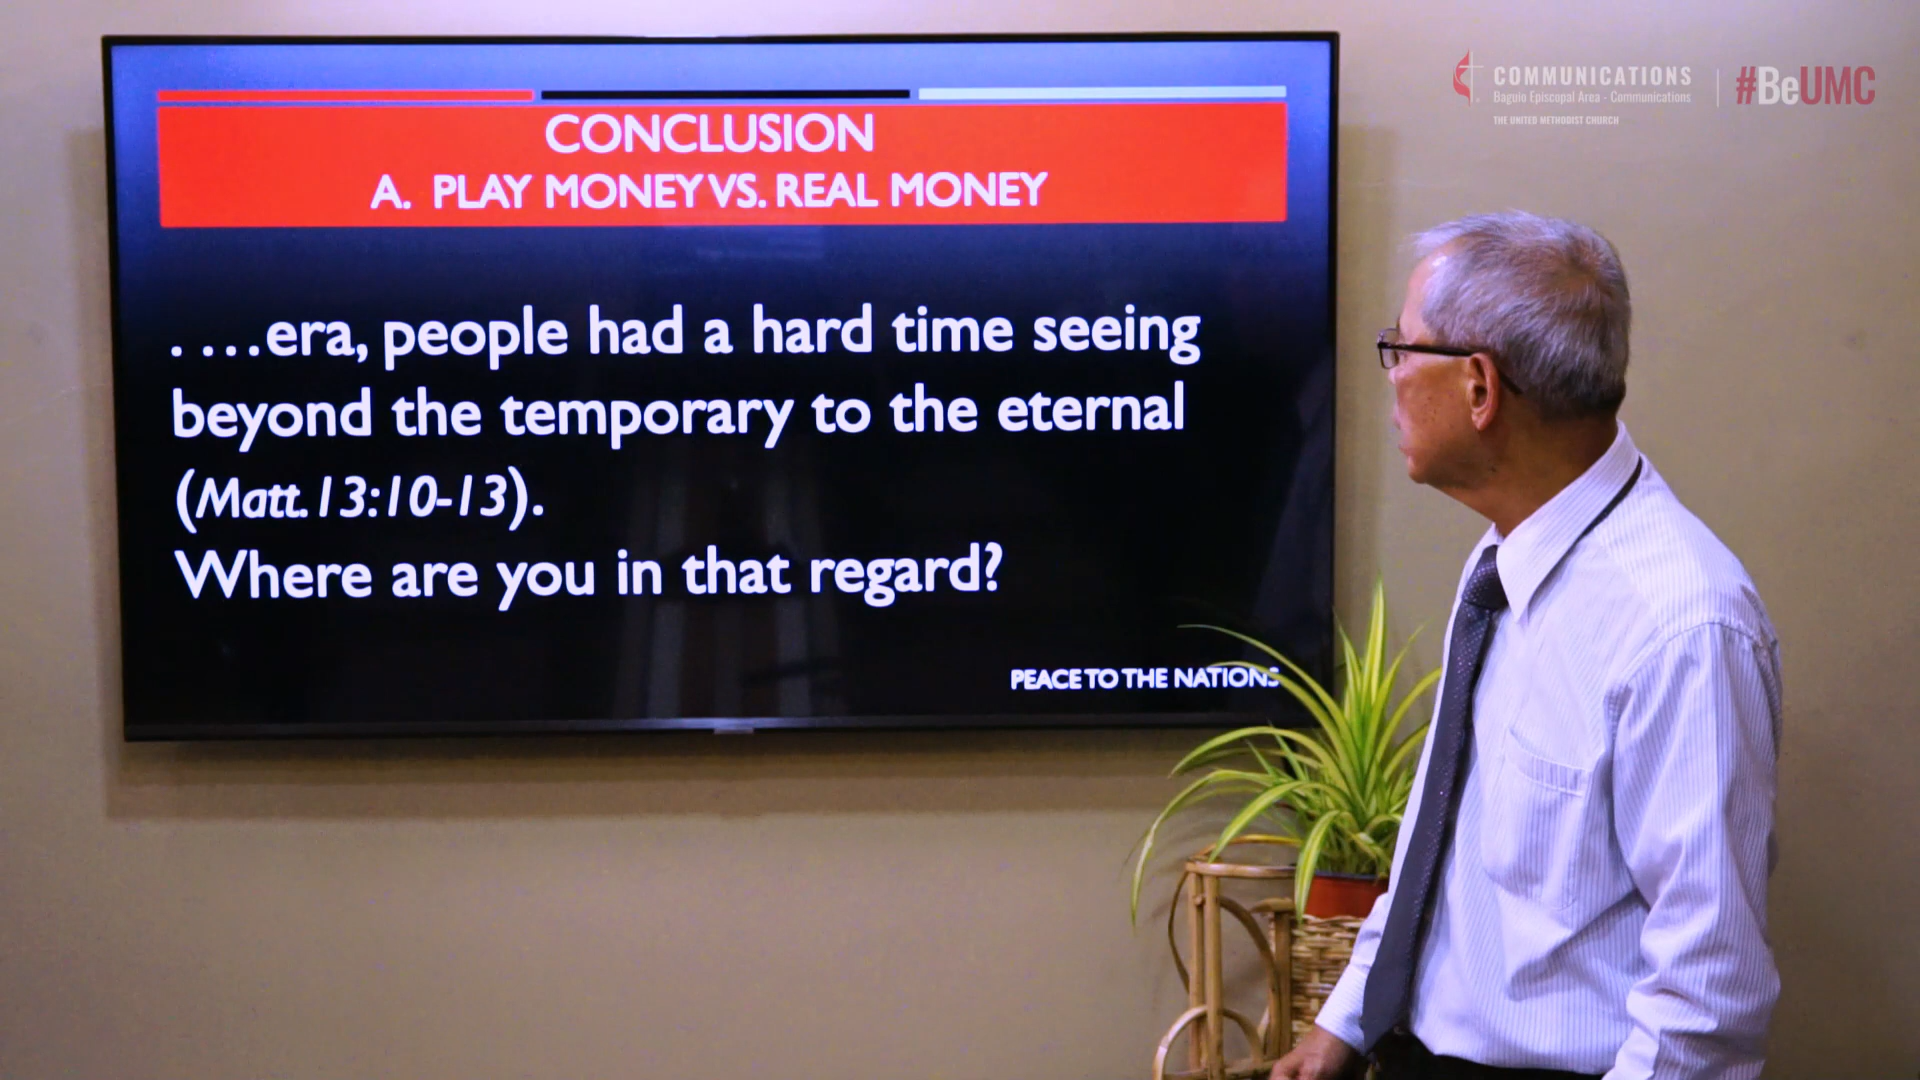 CONCLUSION
A. PLAY MONEY VS. REAL MONEY
. ....era, people had a hard time seeing
beyond the temporary to the eternal
(Matt. 13:10-13).
Where are you in that regard?
PEACE TO THE NATIONS
COMMUNICATIONS
Baguio Episcopal Area - Communications
THE UNITED METHODIST CHURCH
#BeUMC